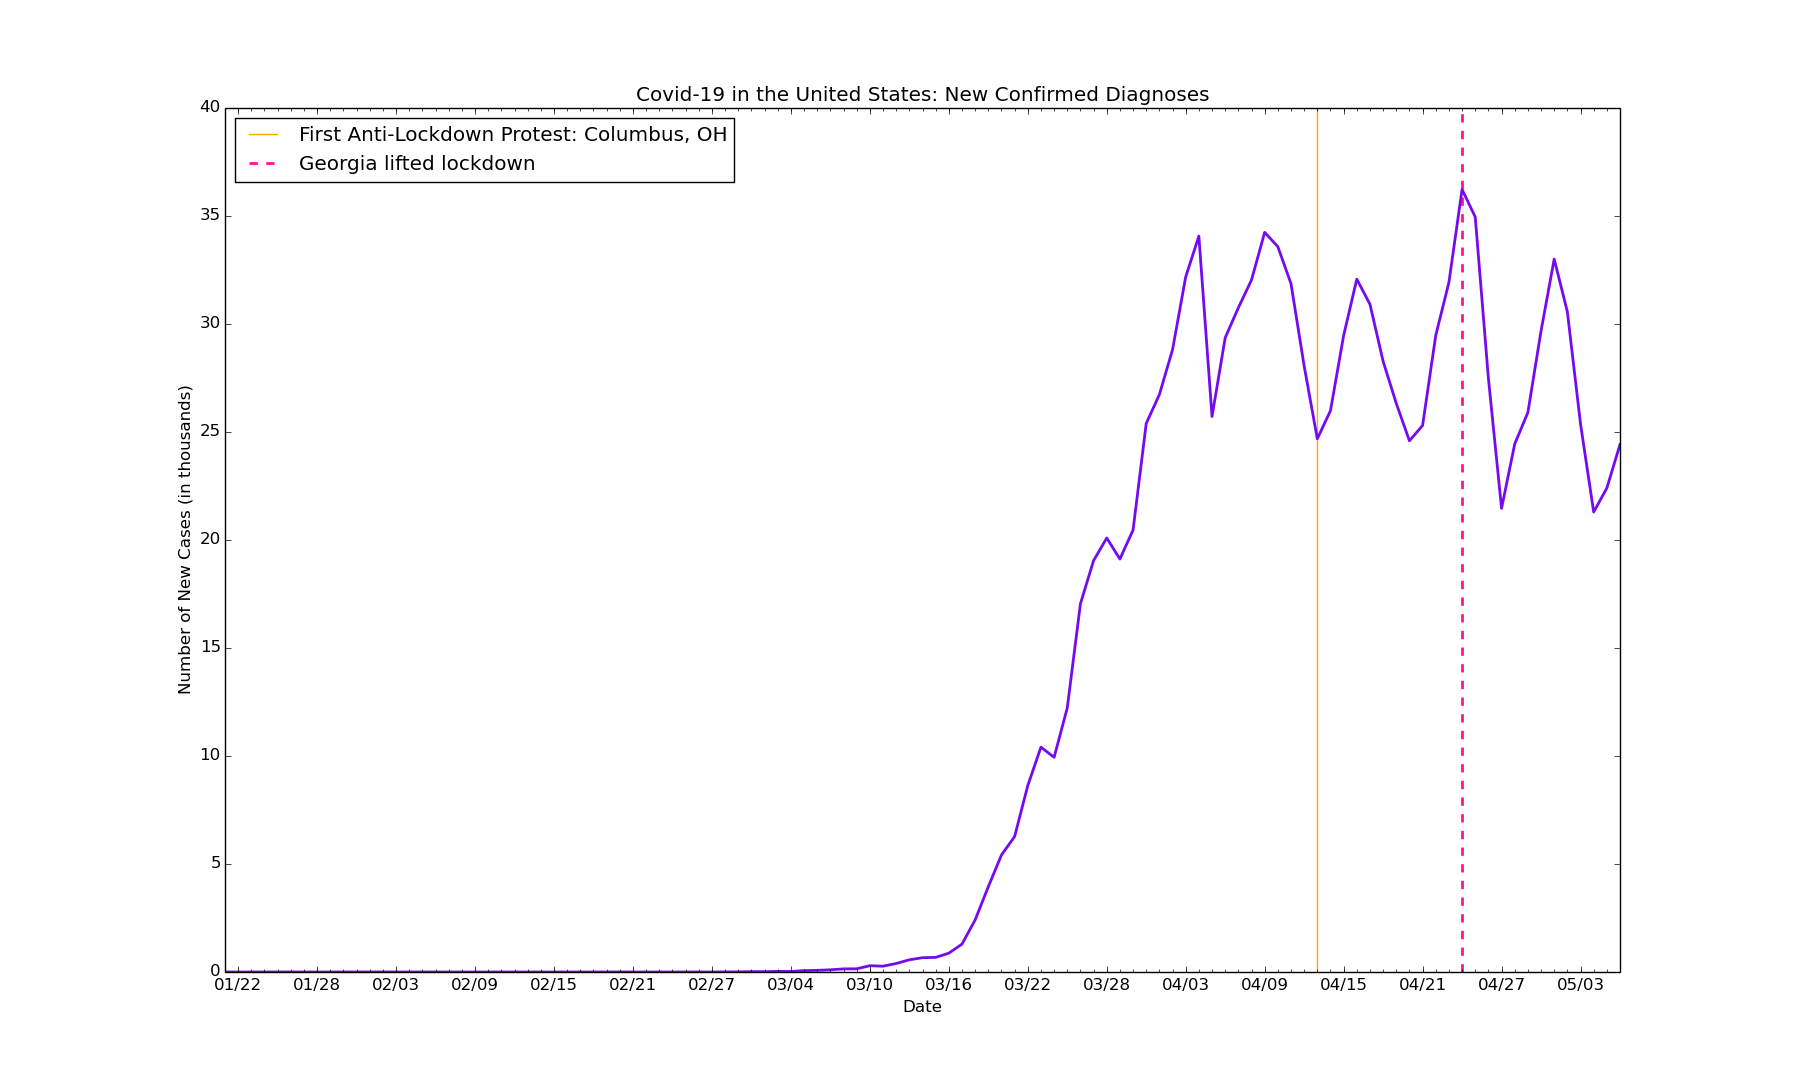 Covid-19 in the United States: New Confirmed Diagnoses
First Anti-Lockdown Protest: Columbus, OH
Georgia lifted lockdown
Number of New Cases (in thousands)
40
35
30
25
20
15
10
5
0
01/22 01/28 02/03 02/09 02/15 02/21 02/27 03/04 03/10 03/16 03/22 03/28 04/03 04/09 04/15 04/21 04/27 05/03
Date